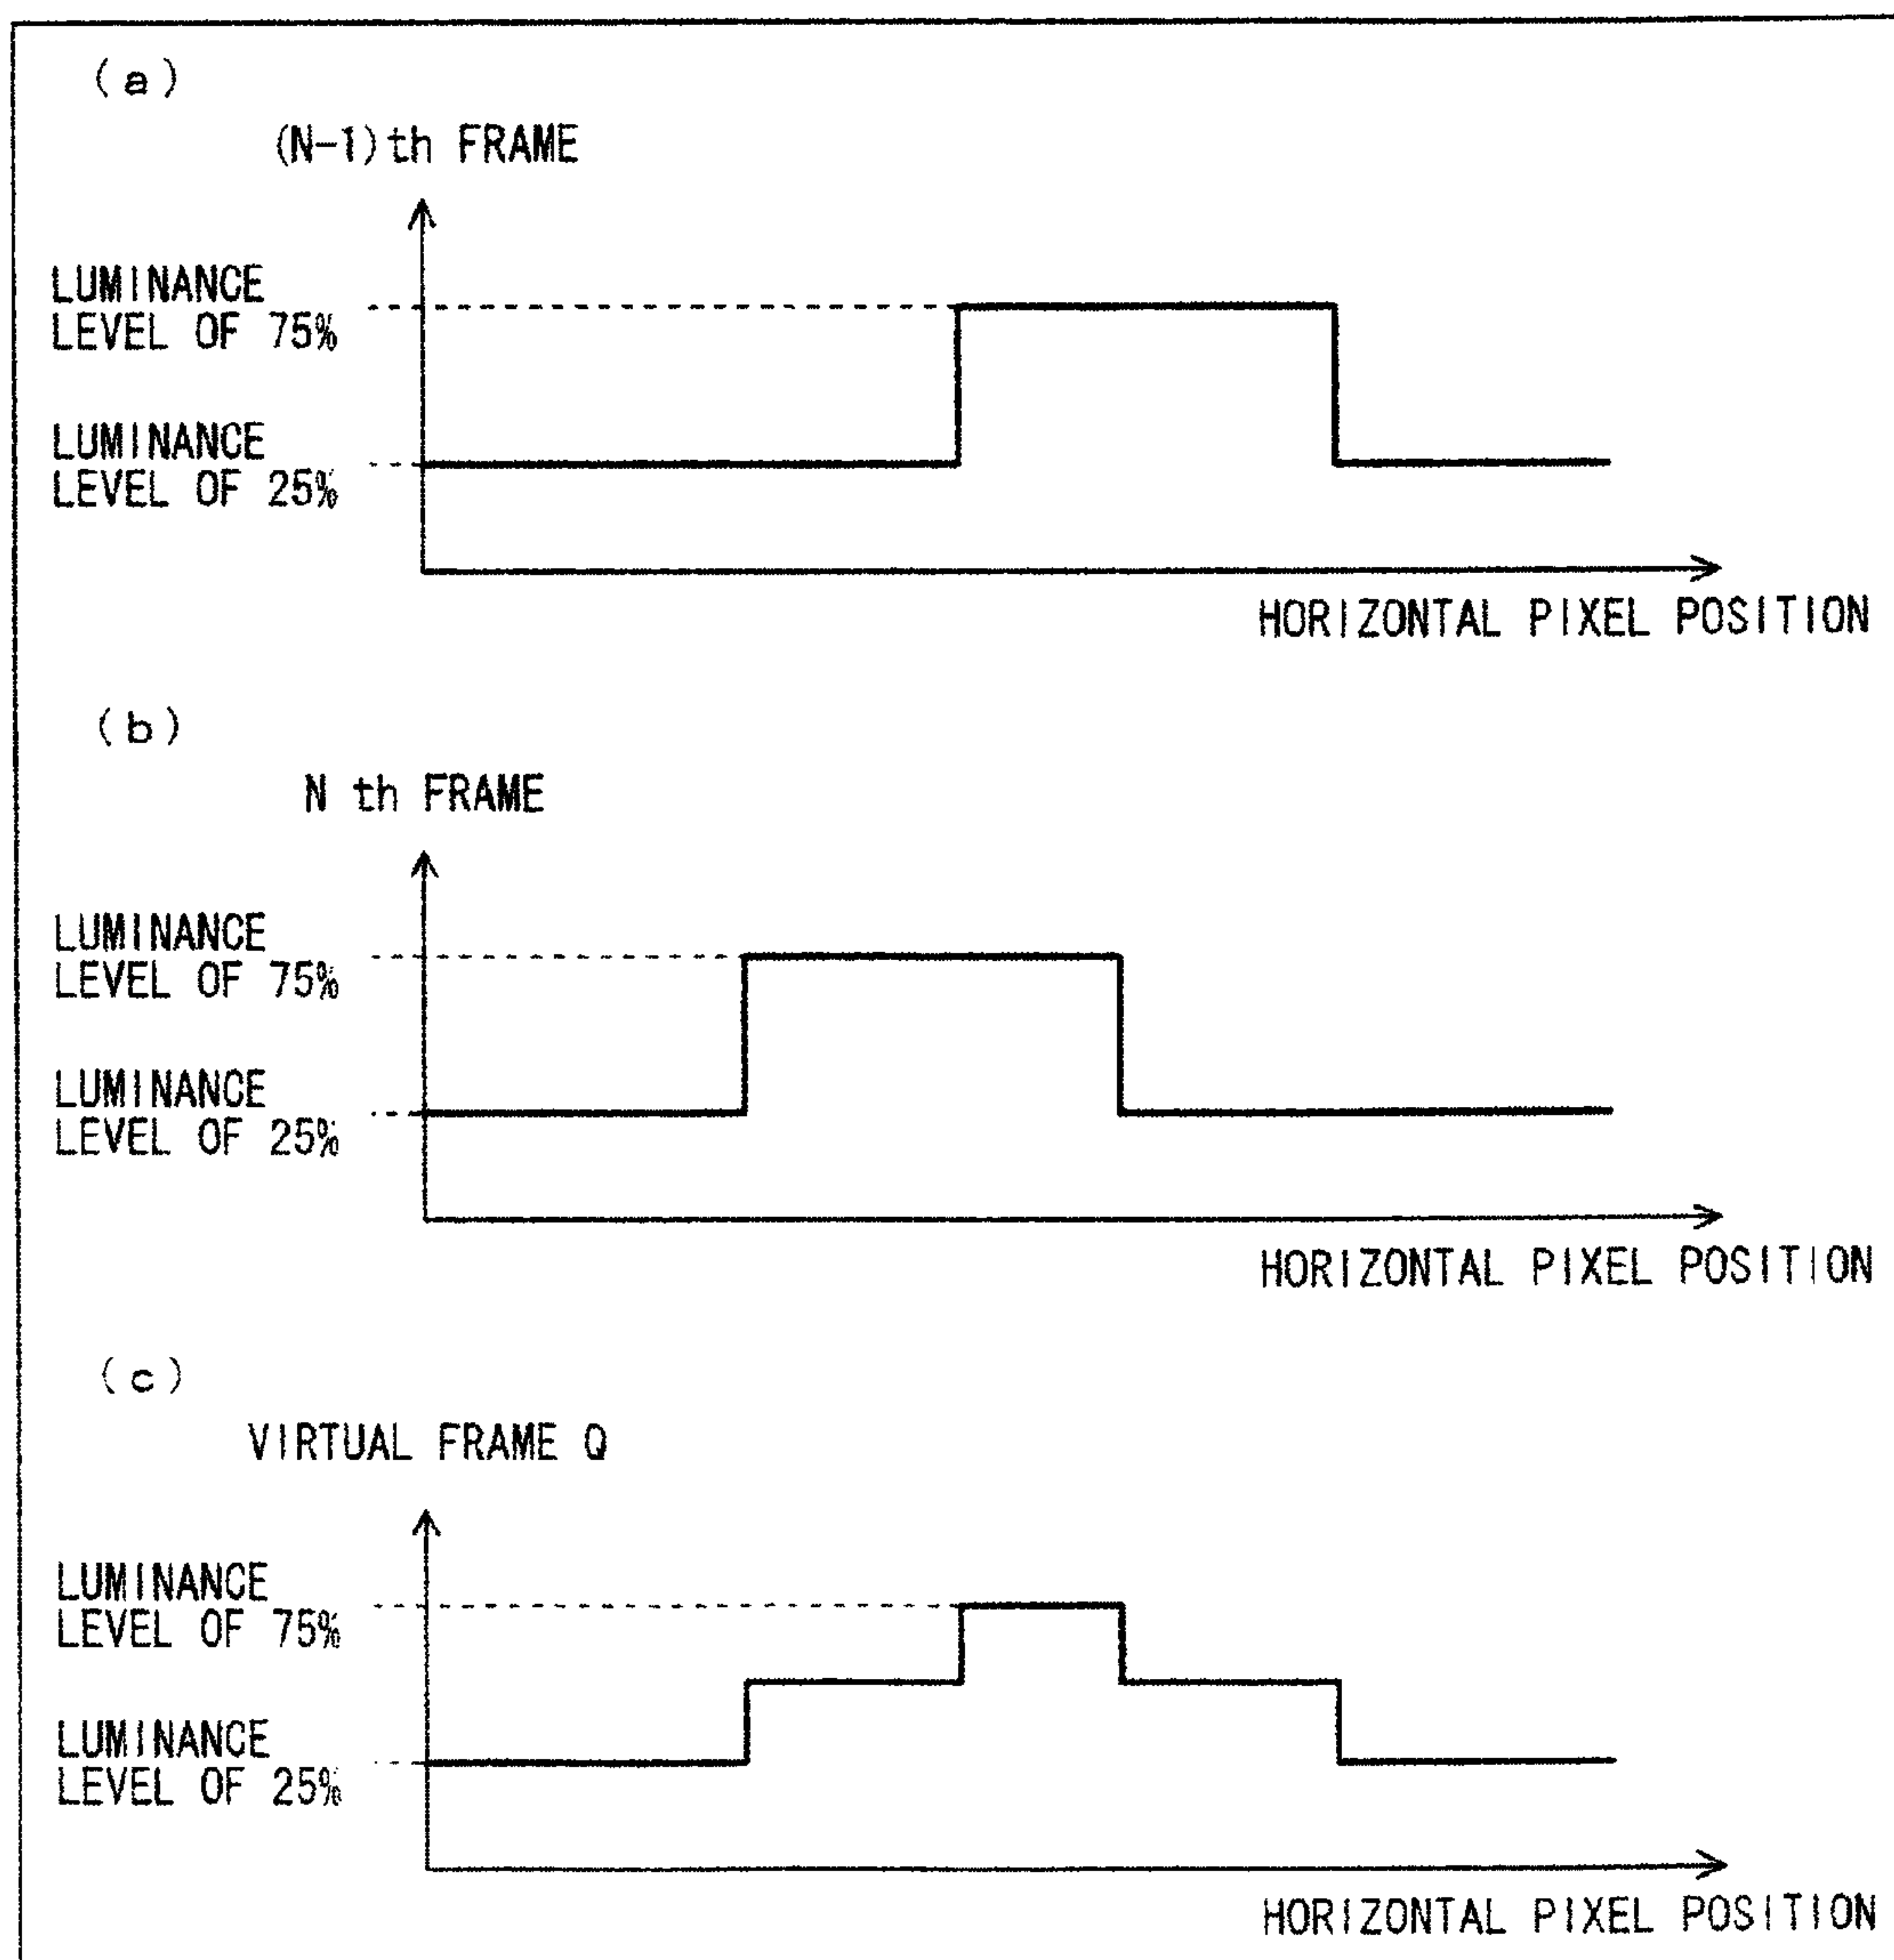 (a)
(N-1)th FRAME
LUMINANCE
LEVEL OF 75%
LUMINANCE
LEVEL OF 25%
HORIZONTAL PIXEL POSITION
(b)
N th FRAME
LUMINANCE
LEVEL OF 75%
LUMINANCE
LEVEL OF 25%
HORIZONTAL PIXEL POSITION
(c)
VIRTUAL FRAME Q
LUMINANCE
LEVEL OF 75%
LUMINANCE
LEVEL OF 25%
HORIZONTAL PIXEL POSITION